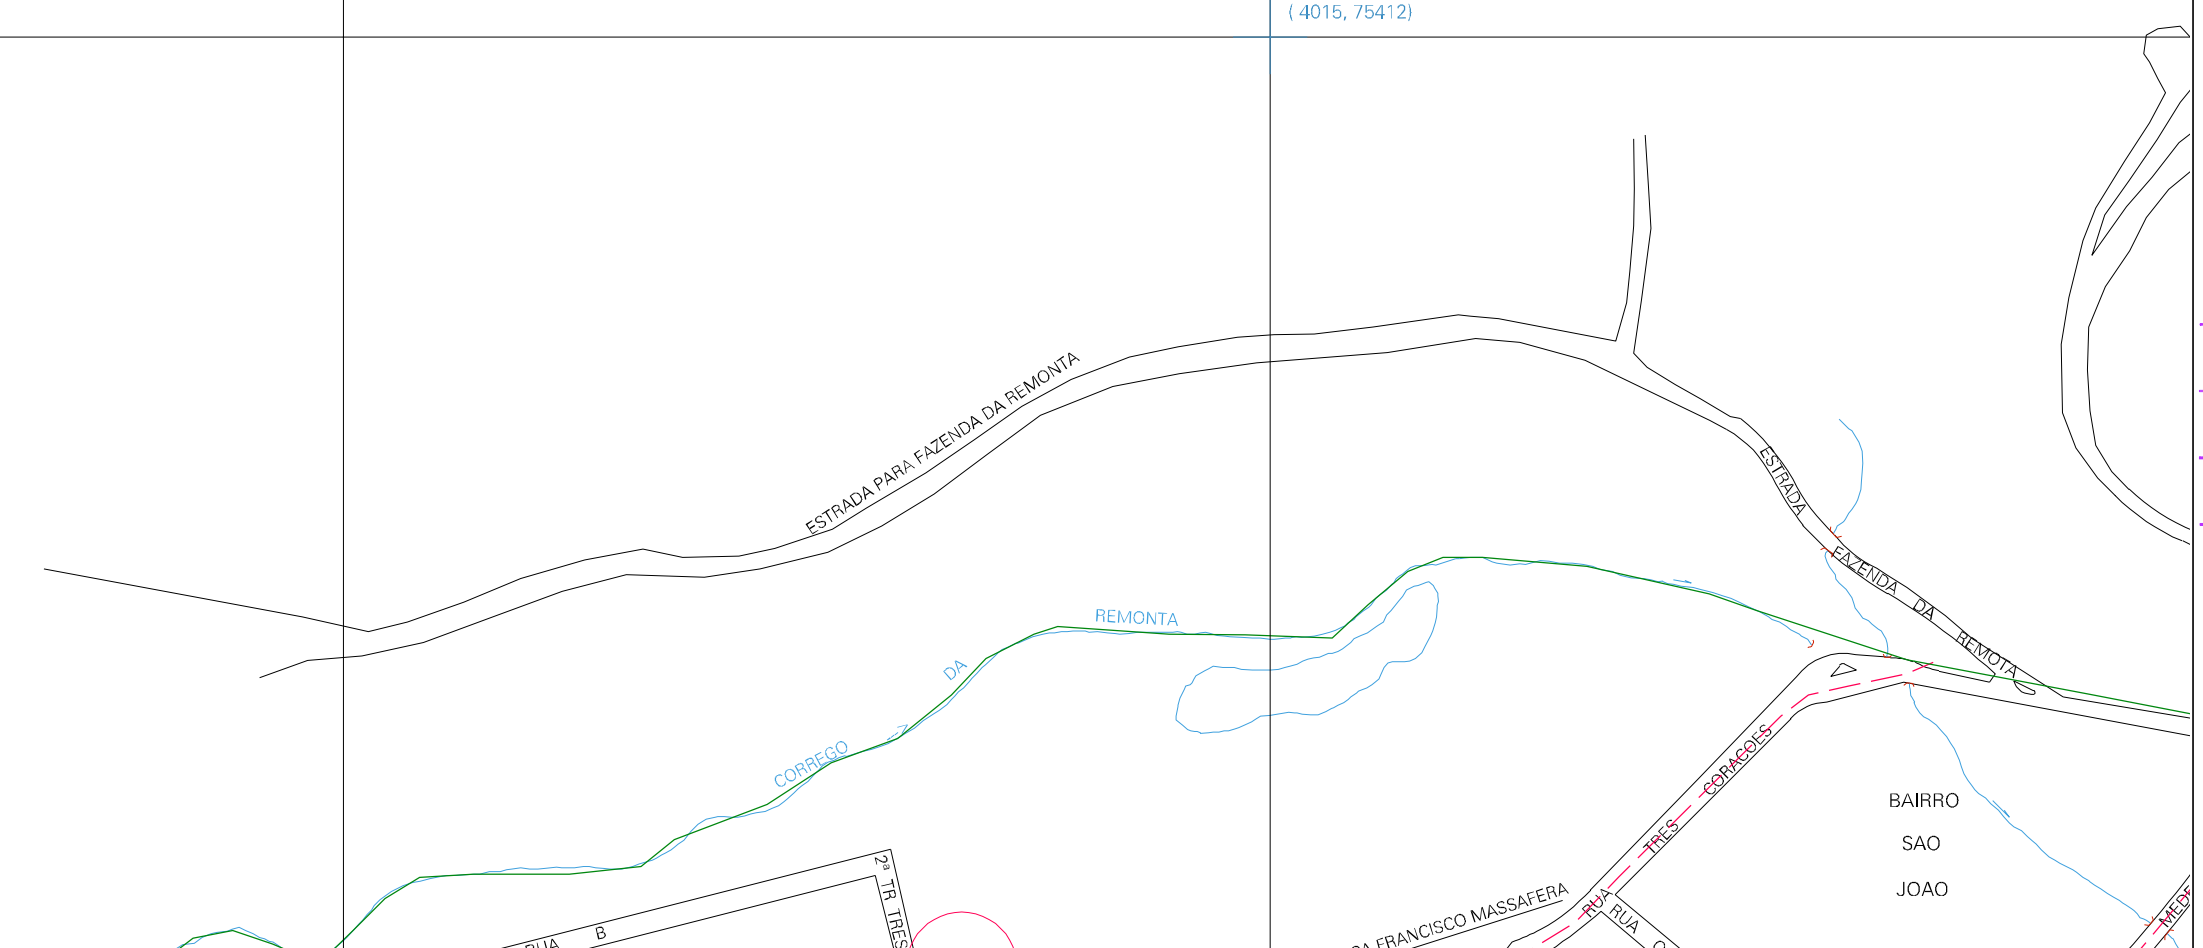 ( 4015, 75412)
ESTRADA PARA FAZENDA DA REMONTA
ESTRADA
FAZENDA DA REMOTA
REMONTA
DA
CORREGO
RUA TRES CORACOES
BAIRRO
SAO
JOAO
2ª TR TRES
RUA B
FRANCISCO MASSAFERA
RUA